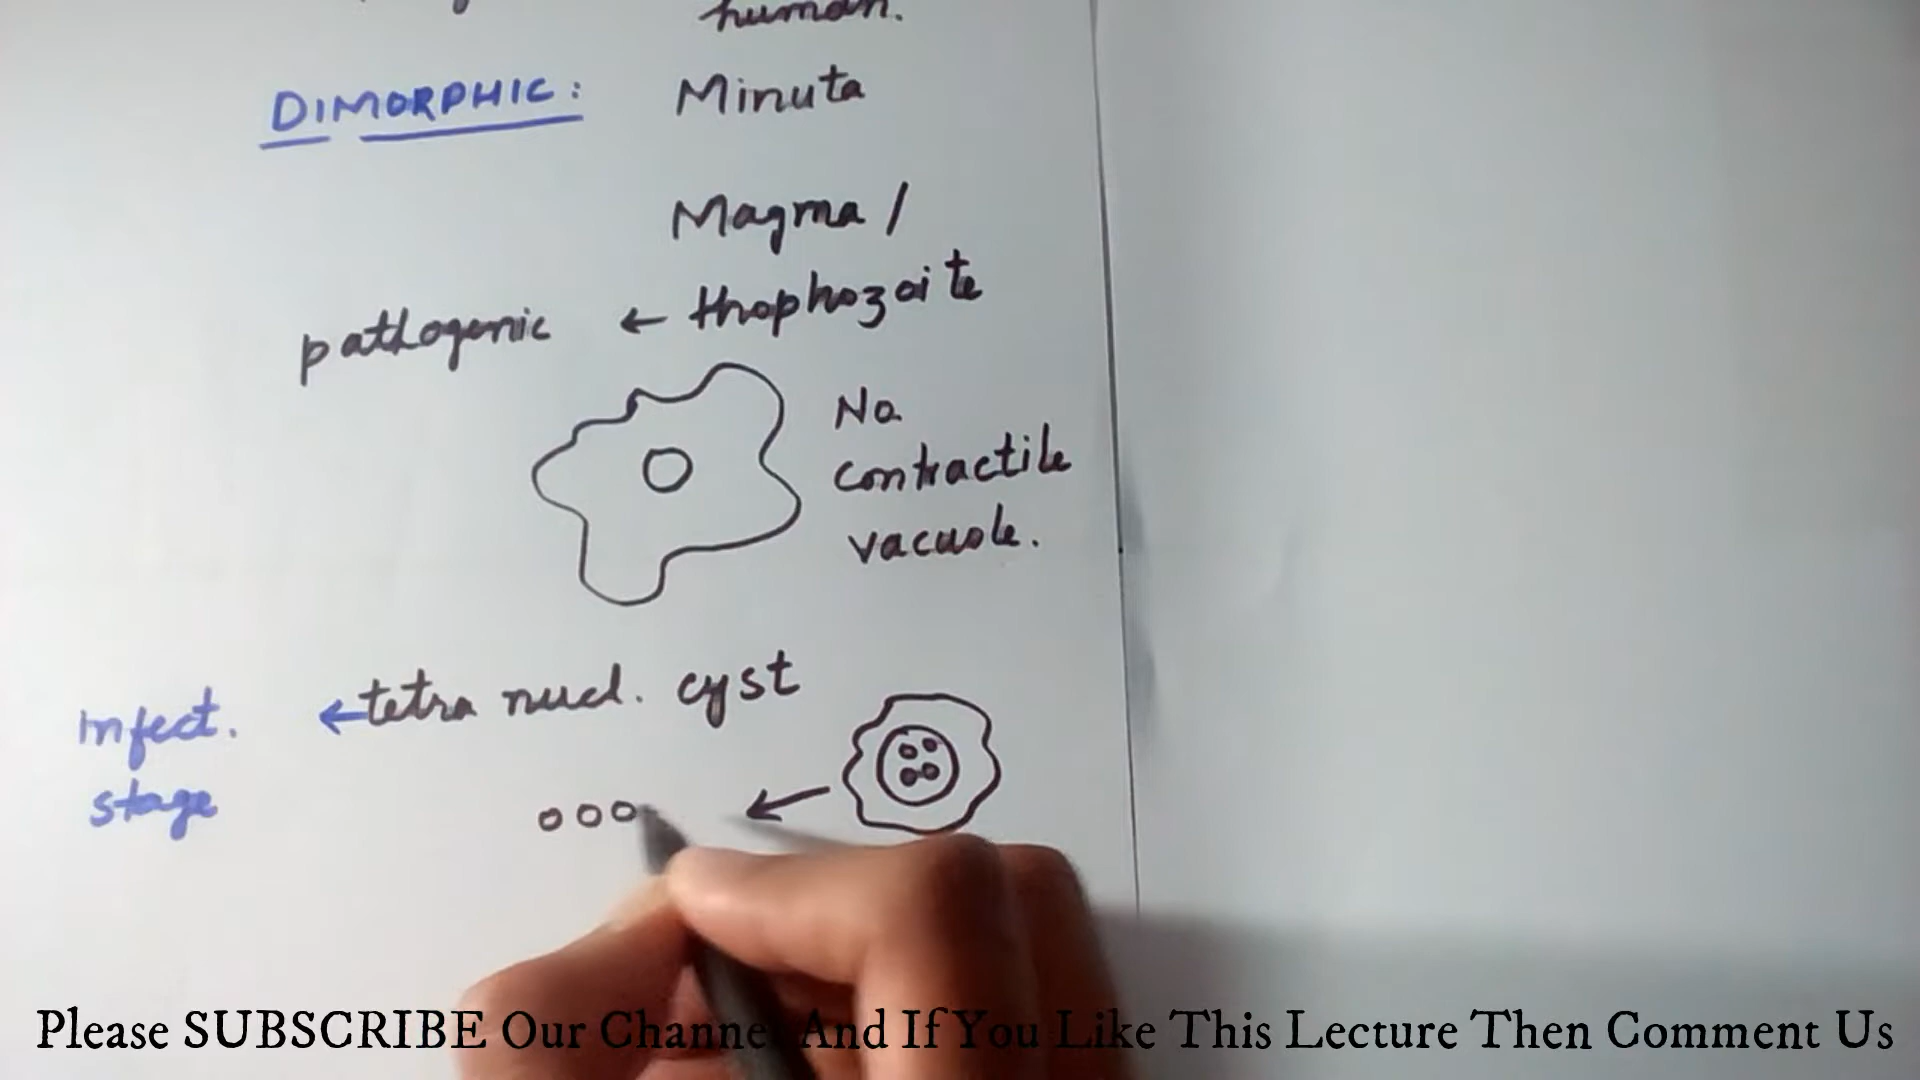 human.
DIMORPHIC: Minuta
Magma /
pathogenic ← thophozoite
No
contractile
vacuole.
Infect. ← tetra nucl. cyst
stage
Please SUBSCRIBE Our Channel And If You Like This Lecture Then Comment Us